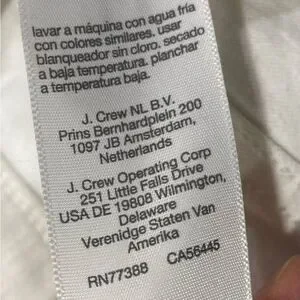 lavar a máquina con agua fría
con colores similares. usar
blanqueador sin cloro. secado
a baja temperatura. planchar
a temperatura baja.
J. Crew NL B.V.
Prins Bernhardplein 200
1097 JB Amsterdam,
Netherlands
J. Crew Operating Corp
251 Little Falls Drive
USA DE 19808 Wilmington,
Delaware
Verenidge Staten Van
Amerika
RN77388 CA56445